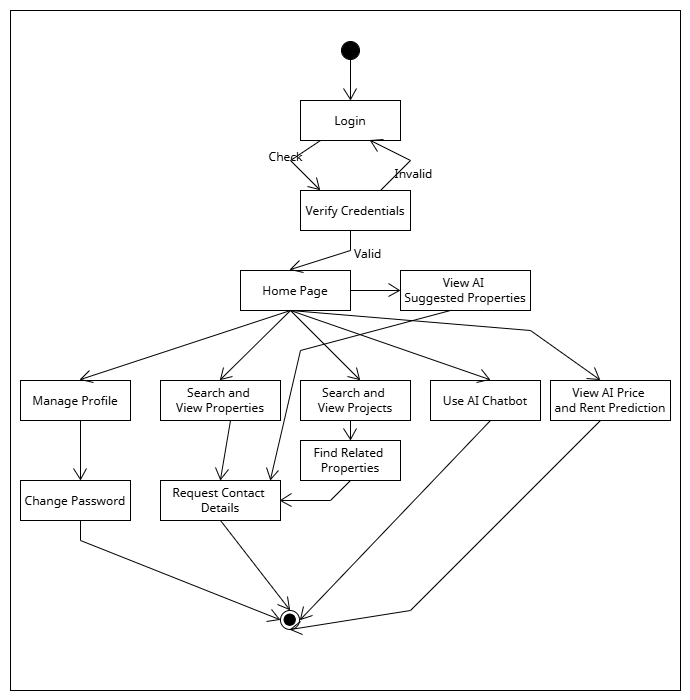 Login
Check
Invalid
Verify Credentials
Valid
Home Page
View AI
Suggested Properties
Manage Profile
Search and
View Properties
Search and
View Projects
Use AI Chatbot
View AI Price
and Rent Prediction
Find Related
Properties
Change Password
Request Contact
Details